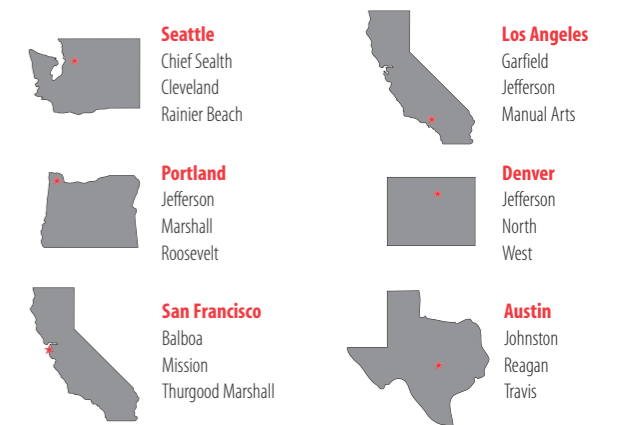 Seattle
Chief Sealth
Cleveland
Rainier Beach
Los Angeles
Garfield
Jefferson
Manual Arts
Portland
Jefferson
Marshall
Roosevelt
Denver
Jefferson
North
West
San Francisco
Balboa
Mission
Thurgood Marshall
Austin
Johnston
Reagan
Travis